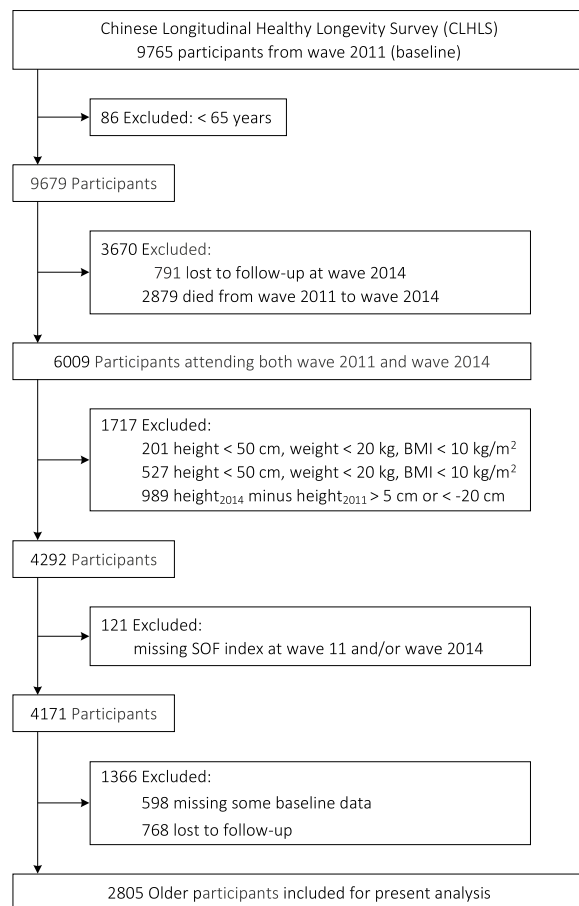 Chinese Longitudinal Healthy Longevity Survey (CLHLS)
9765 participants from wave 2011 (baseline)
86 Excluded: < 65 years
9679 Participants
3670 Excluded:
791 lost to follow-up at wave 2014
2879 died from wave 2011 to wave 2014
6009 Participants attending both wave 2011 and wave 2014
1717 Excluded:
201 height < 50 cm, weight < 20 kg, BMI < 10 kg/m²
527 height < 50 cm, weight < 20 kg, BMI < 10 kg/m²
989 height₂₀₁₄ minus height₂₀₁₁ > 5 cm or < -20 cm
4292 Participants
121 Excluded:
missing SOF index at wave 11 and/or wave 2014
4171 Participants
1366 Excluded:
598 missing some baseline data
768 lost to follow-up
2805 Older participants included for present analysis